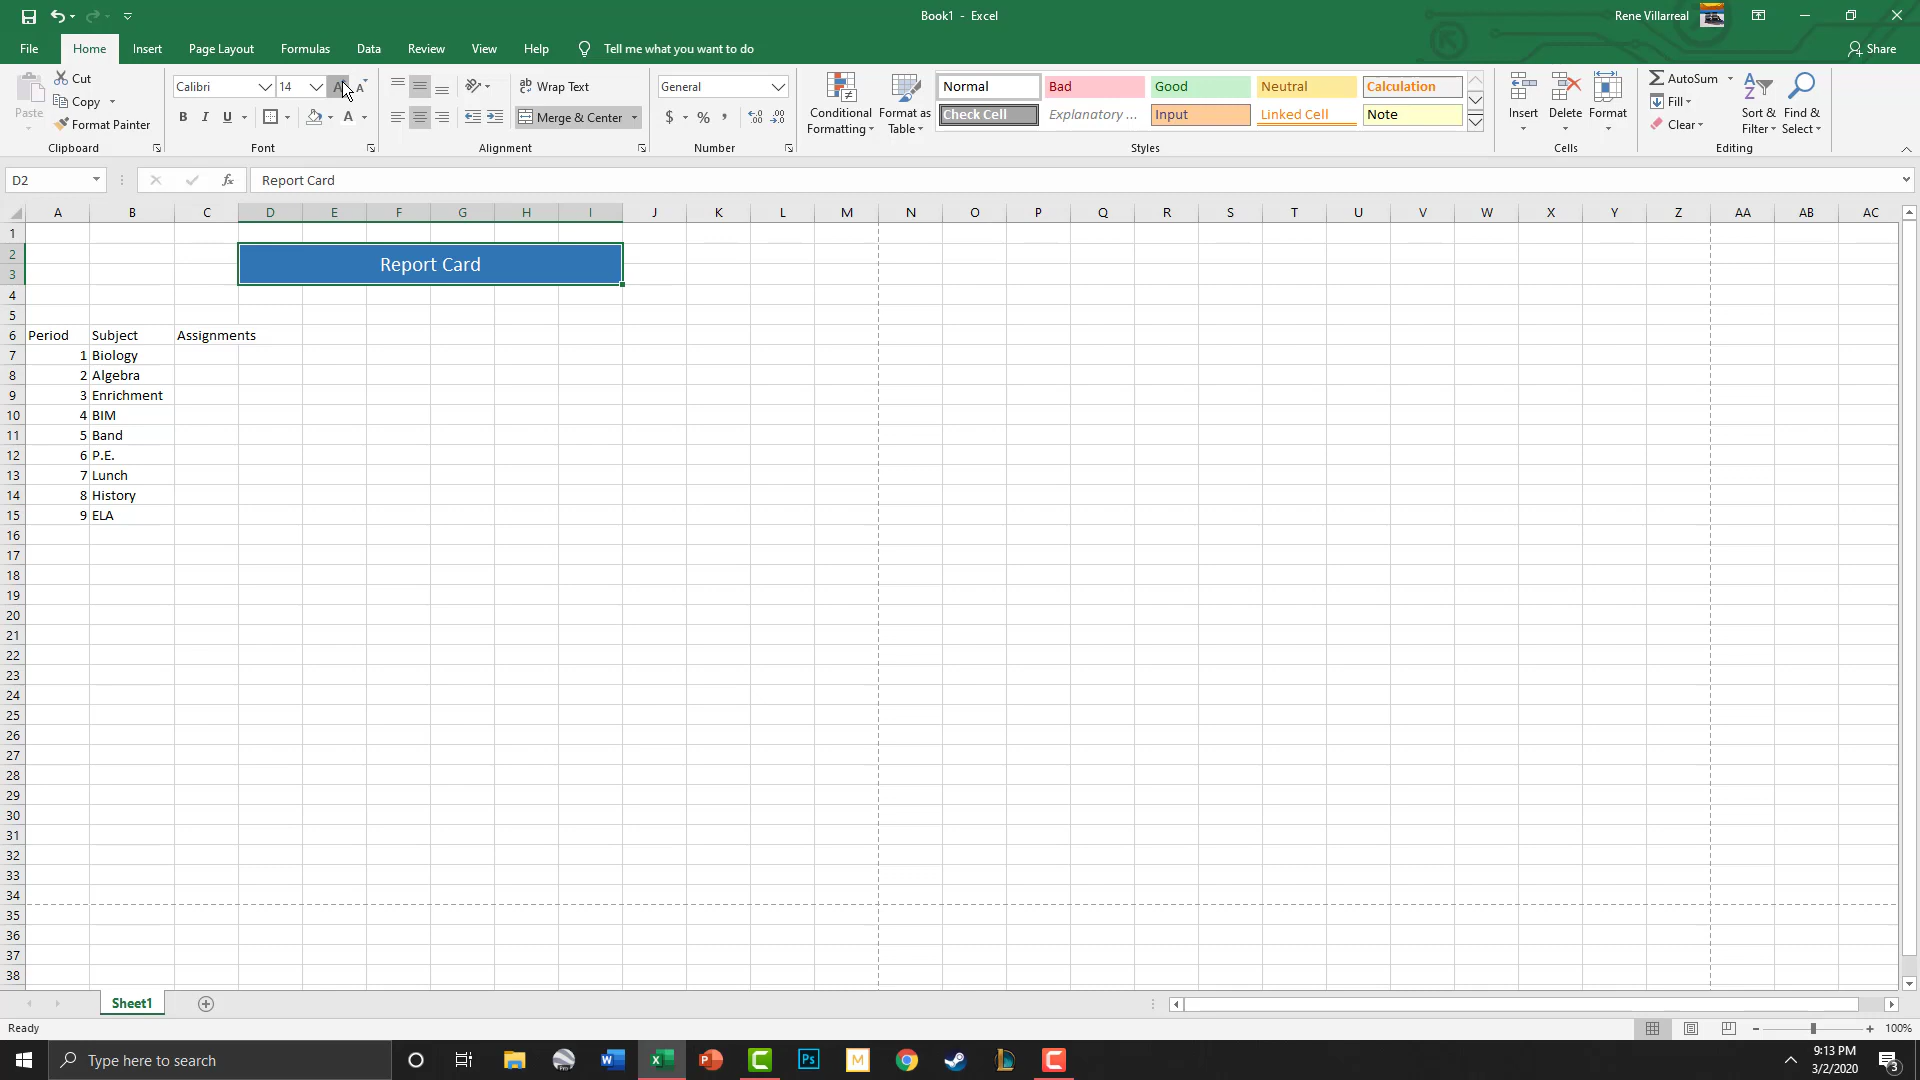 Book1 - Excel
Rene Villarreal
File Home Insert Page Layout Formulas Data Review View Help Tell me what you want to do Share
Cut
Copy
Format Painter
Paste
Clipboard
Calibri 14
B I U
Font
Wrap Text
Merge & Center
Alignment
General
$ % ,
Number
Conditional Formatting
Format as Table
Normal Bad Good Neutral Calculation
Check Cell Explanatory ... Input Linked Cell Note
Styles
Insert Delete Format
Cells
AutoSum
Fill
Clear
Sort & Filter
Find & Select
Editing
D2 fx Report Card
A B C D E F G H I J K L M N O P Q R S T U V W X Y Z AA AB AC
1
2 Report Card
3
4
5
6 Period Subject Assignments
7 1 Biology
8 2 Algebra
9 3 Enrichment
10 4 BIM
11 5 Band
12 6 P.E.
13 7 Lunch
14 8 History
15 9 ELA
16
17
18
19
20
21
22
23
24
25
26
27
28
29
30
31
32
33
34
35
36
37
38
Sheet1
Ready 100%
Type here to search
9:13 PM
3/2/2020
3